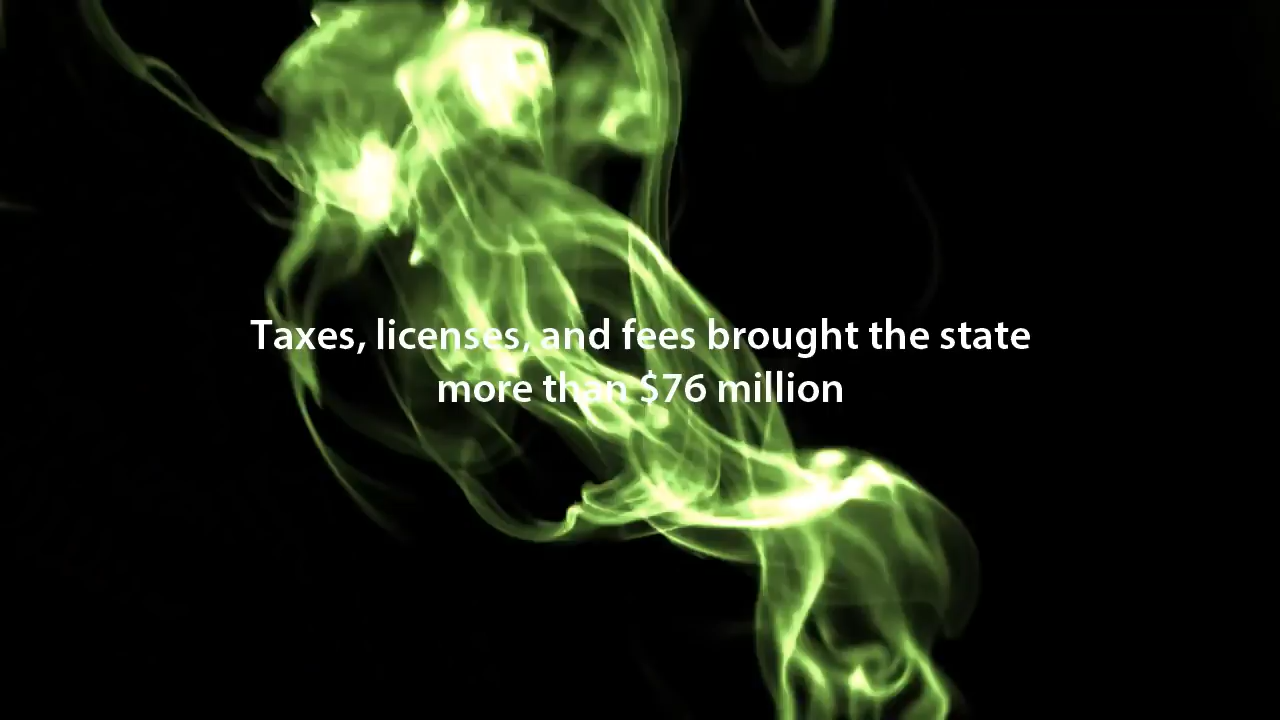 Taxes, licenses, and fees brought the state
more than $76 million